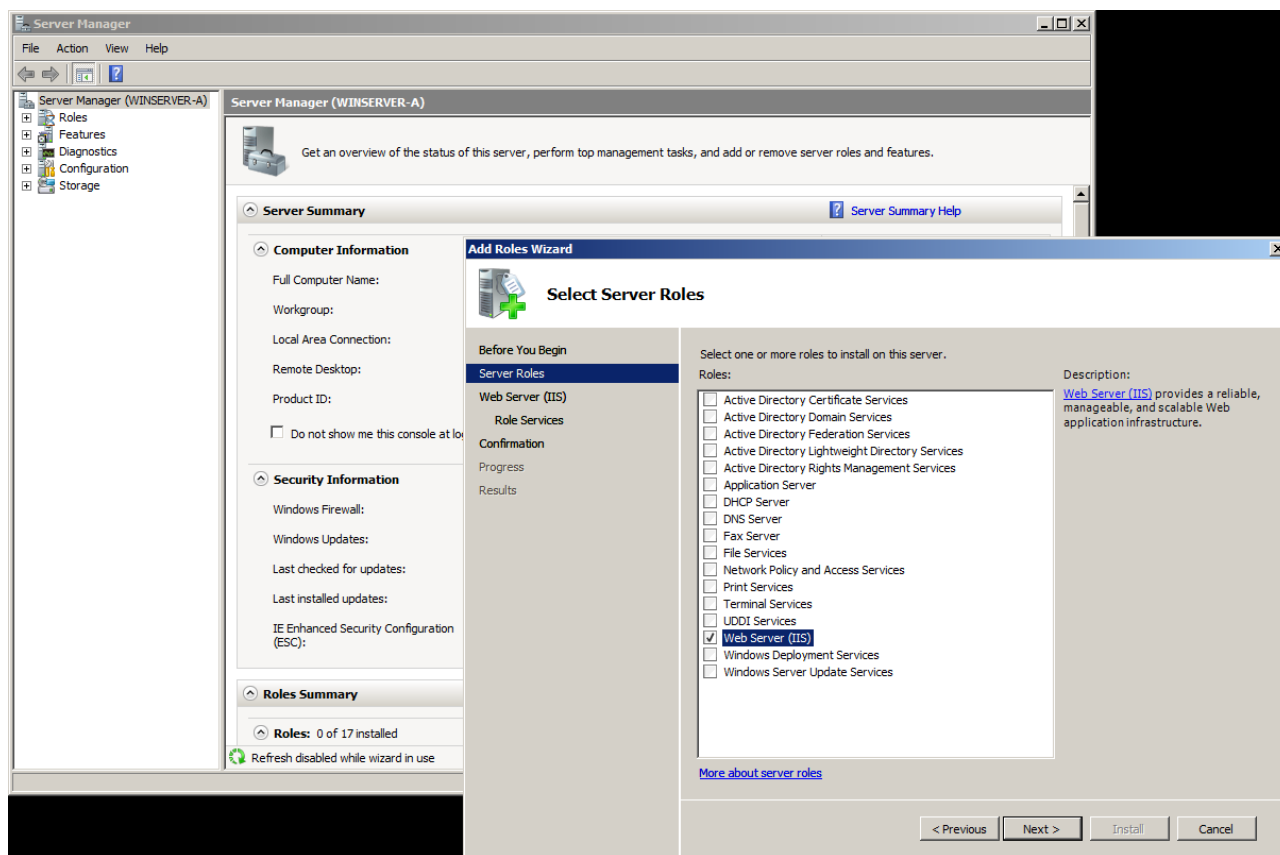 Server Manager
File Action View Help
Server Manager (WINSERVER-A)
Roles
Features
Diagnostics
Configuration
Storage
Server Manager (WINSERVER-A)
Get an overview of the status of this server, perform top management tasks, and add or remove server roles and features.
Server Summary
Server Summary Help
Computer Information
Full Computer Name:
Workgroup:
Local Area Connection:
Remote Desktop:
Product ID:
Do not show me this console at lo
Security Information
Windows Firewall:
Windows Updates:
Last checked for updates:
Last installed updates:
IE Enhanced Security Configuration
(ESC):
Roles Summary
Roles: 0 of 17 installed
Refresh disabled while wizard in use
Add Roles Wizard
Select Server Roles
Before You Begin
Server Roles
Web Server (IIS)
Role Services
Confirmation
Progress
Results
Select one or more roles to install on this server.
Roles:
Active Directory Certificate Services
Active Directory Domain Services
Active Directory Federation Services
Active Directory Lightweight Directory Services
Active Directory Rights Management Services
Application Server
DHCP Server
DNS Server
Fax Server
File Services
Network Policy and Access Services
Print Services
Terminal Services
UDDI Services
Web Server (IIS)
Windows Deployment Services
Windows Server Update Services
More about server roles
Description:
Web Server (IIS) provides a reliable,
manageable, and scalable Web
application infrastructure.
< Previous Next > Install Cancel